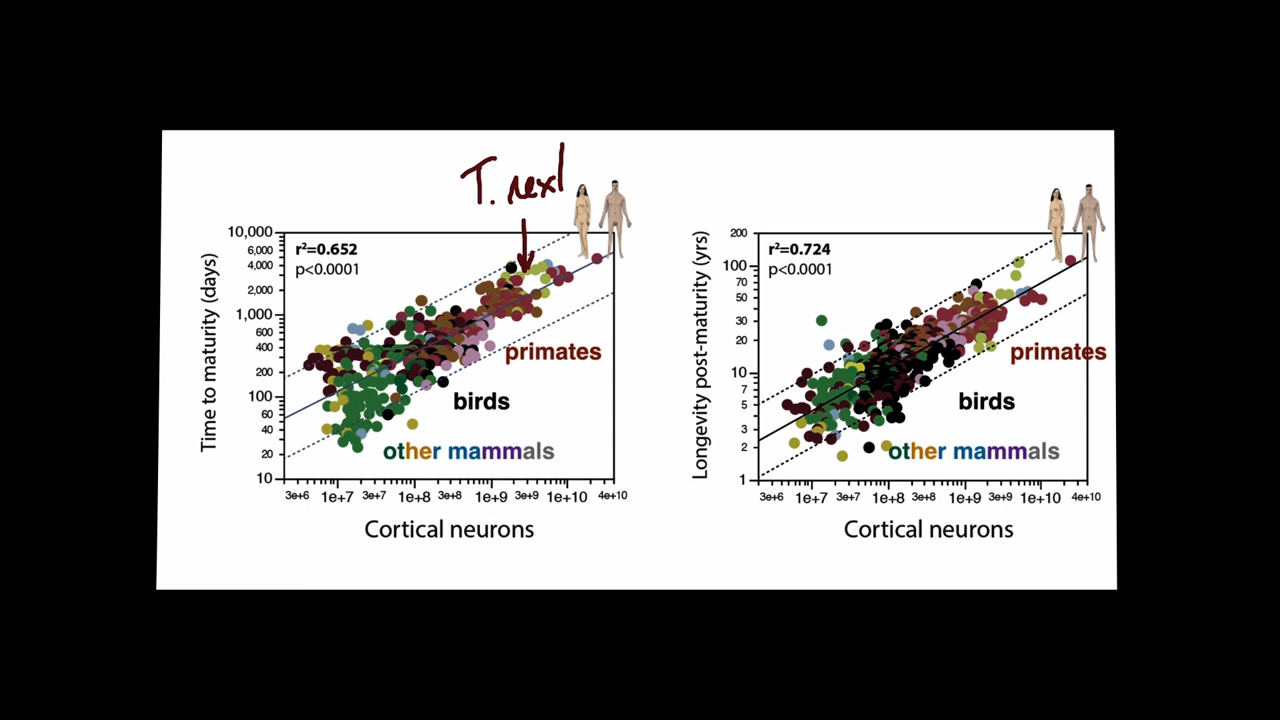 T. rex!
r²=0.652
p<0.0001
Time to maturity (days)
10,000
6,000
4,000
2,000
1,000
600
400
200
100
60
40
20
10
primates
birds
other mammals
3e+6 1e+7 3e+7 1e+8 3e+8 1e+9 3e+9 1e+10 4e+10
Cortical neurons
r²=0.724
p<0.0001
Longevity post-maturity (yrs)
200
100
70
50
30
20
10
7
5
4
3
2
1
primates
birds
other mammals
3e+6 1e+7 3e+7 1e+8 3e+8 1e+9 3e+9 1e+10 4e+10
Cortical neurons